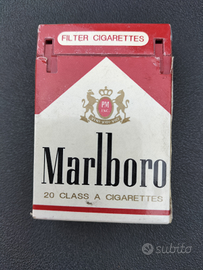 FILTER CIGARETTES
PM
Marlboro
20 CLASS A CIGARETTES
subito